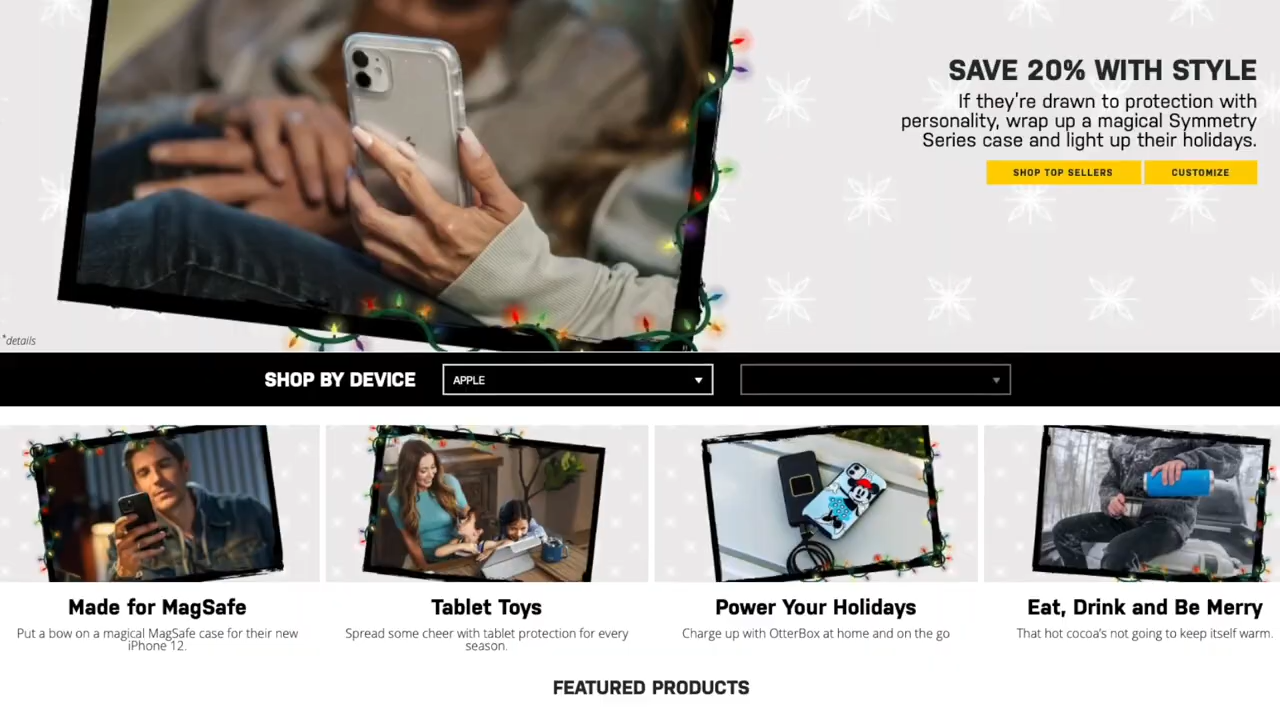 SAVE 20% WITH STYLE
If they're drawn to protection with
personality, wrap up a magical Symmetry
Series case and light up their holidays.
SHOP TOP SELLERS
CUSTOMIZE
*details
SHOP BY DEVICE
APPLE
Made for MagSafe
Put a bow on a magical MagSafe case for their new
iPhone 12.
Tablet Toys
Spread some cheer with tablet protection for every
season.
Power Your Holidays
Charge up with OtterBox at home and on the go
Eat, Drink and Be Merry
That hot cocoa's not going to keep itself warm.
FEATURED PRODUCTS